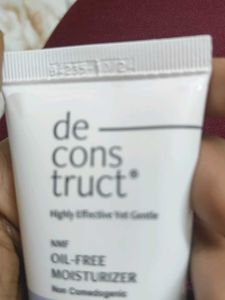 de
cons
truct®
Highly Effective Yet Gentle
NMF
OIL-FREE
MOISTURIZER
Non Comedogenic